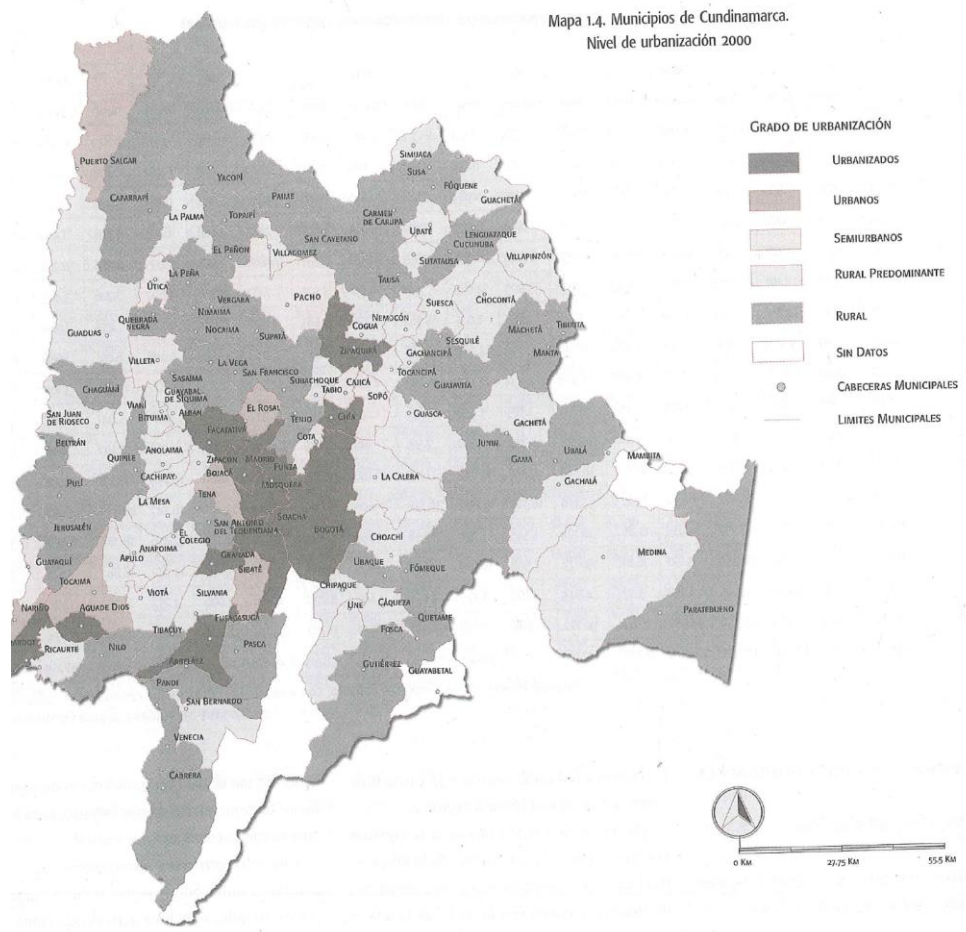 Mapa 1.4. Municipios de Cundinamarca.
Nivel de urbanización 2000
GRADO DE URBANIZACIÓN
URBANIZADOS
URBANOS
SEMIURBANOS
RURAL PREDOMINANTE
RURAL
SIN DATOS
CABECERAS MUNICIPALES
LIMITES MUNICIPALES
SIMIJACA
PUERTO SALGAR
SUSA
YACOPÍ
FÚQUENE
CAPARRAPÍ
PAIME
GUACHETÁ
LA PALMA
TOPAIPÍ
CARMEN
DE CARUPA
UBATÉ
LENGUAZAQUE
SAN CAYETANO
CUCUNUBA
EL PEÑON
VILLAGOMEZ
SUTATAUSA
VILLAPINZÓN
LA PEÑA
TAUSA
ÚTICA
VERGARA
PACHO
SUESCA
CHOCONTÁ
NIMAIMA
QUEBRADA
NEGRA
NEMOCÓN
COGUA
GUADUAS
NOCAIMA
SUPATÁ
SESQUILÉ
MACHETÁ
TIBIRITA
ZIPAQUIRÁ
GACHANCIPÁ
MANTA
VILLETA
LA VEGA
TOCANCIPÁ
SASAIMA
SAN FRANCISCO
SUBACHOQUE
CAJICÁ
GUATAVITA
CHAGUANÍ
GUAYABAL
DE SÍQUIMA
TABIO
SOPÓ
VIANÍ
ALBAN
EL ROSAL
SAN JUAN
DE RIOSECO
BITUIMA
TENJO
CHÍA
GUASCA
GACHETÁ
FACATATIVÁ
COTA
BELTRÁN
ANOLAIMA
JUNIN
QUIPILE
ZIPACON
MADRID
GAMA
UBALÁ
MAMBITA
CACHIPAY
BOJACÁ
FUNZA
PULÍ
TENA
MOSQUERA
LA CALERA
GACHALÁ
LA MESA
JERUSALÉN
SAN ANTONIO
DEL TEQUENDAMA
SOACHA
BOGOTÁ
EL
COLEGIO
CHOACHÍ
ANAPOIMA
APULO
GRANADA
MEDINA
GUATAQUÍ
UBAQUE
SIBATÉ
FÓMEQUE
TOCAIMA
CHIPAQUE
VIOTÁ
SILVANIA
NARIÑO
AGUA DE DIOS
UNE
CÁQUEZA
PARATEBUENO
FUSAGASUGÁ
QUETAME
TIBACUY
FOSCA
RICAURTE
NILO
PASCA
ARBELÁEZ
GUTIÉRREZ
GUAYABETAL
PANDI
SAN BERNARDO
VENECIA
CABRERA
0 KM 27.75 KM 55.5 KM